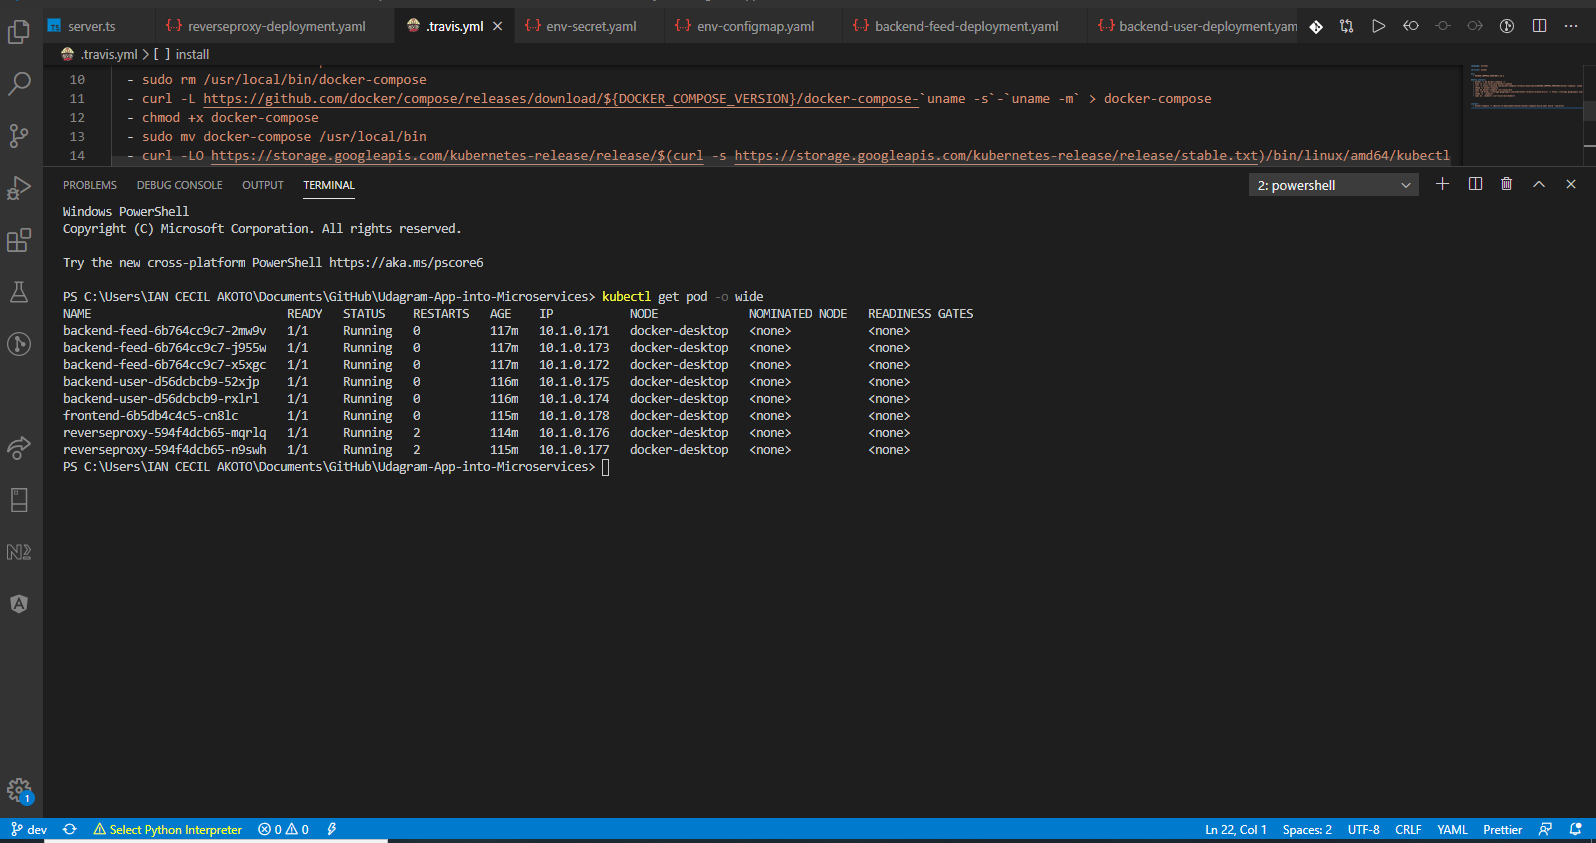 server.ts reverseproxy-deployment.yaml .travis.yml env-secret.yaml env-configmap.yaml backend-feed-deployment.yaml backend-user-deployment.yam
.travis.yml > [ ] install
10 - sudo rm /usr/local/bin/docker-compose
11 - curl -L https://github.com/docker/compose/releases/download/${DOCKER_COMPOSE_VERSION}/docker-compose-`uname -s`-`uname -m` > docker-compose
12 - chmod +x docker-compose
13 - sudo mv docker-compose /usr/local/bin
14 - curl -LO https://storage.googleapis.com/kubernetes-release/release/$(curl -s https://storage.googleapis.com/kubernetes-release/release/stable.txt)/bin/linux/amd64/kubectl
PROBLEMS DEBUG CONSOLE OUTPUT TERMINAL 2: powershell
Windows PowerShell
Copyright (C) Microsoft Corporation. All rights reserved.
Try the new cross-platform PowerShell https://aka.ms/pscore6
PS C:\Users\IAN CECIL AKOTO\Documents\GitHub\Udagram-App-into-Microservices> kubectl get pod -o wide
NAME READY STATUS RESTARTS AGE IP NODE NOMINATED NODE READINESS GATES
backend-feed-6b764cc9c7-2mw9v 1/1 Running 0 117m 10.1.0.171 docker-desktop <none> <none>
backend-feed-6b764cc9c7-j955w 1/1 Running 0 117m 10.1.0.173 docker-desktop <none> <none>
backend-feed-6b764cc9c7-x5xgc 1/1 Running 0 117m 10.1.0.172 docker-desktop <none> <none>
backend-user-d56dcbcb9-52xjp 1/1 Running 0 116m 10.1.0.175 docker-desktop <none> <none>
backend-user-d56dcbcb9-rxlrl 1/1 Running 0 116m 10.1.0.174 docker-desktop <none> <none>
frontend-6b5db4c4c5-cn8lc 1/1 Running 0 115m 10.1.0.178 docker-desktop <none> <none>
reverseproxy-594f4dcb65-mqrlq 1/1 Running 2 114m 10.1.0.176 docker-desktop <none> <none>
reverseproxy-594f4dcb65-n9swh 1/1 Running 2 115m 10.1.0.177 docker-desktop <none> <none>
PS C:\Users\IAN CECIL AKOTO\Documents\GitHub\Udagram-App-into-Microservices>
1
dev Select Python Interpreter 0 0 Ln 22, Col 1 Spaces: 2 UTF-8 CRLF YAML Prettier